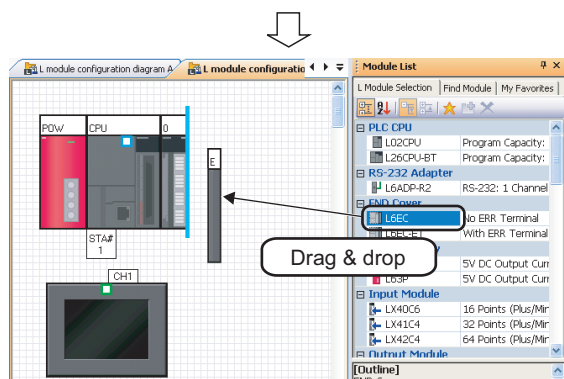 L module configuration diagram A
L module configuratio
Module List
L Module Selection
Find Module
My Favorites
POW
CPU
0
E
STA#
1
CH1
PLC CPU
L02CPU Program Capacity:
L26CPU-BT Program Capacity:
RS-232 Adapter
L6ADP-R2 RS-232: 1 Channel
END Cover
L6EC No ERR Terminal
L6EC-ET With ERR Terminal
5V DC Output Curr
L63P 5V DC Output Curr
Input Module
LX40C6 16 Points (Plus/Min
LX41C4 32 Points (Plus/Min
LX42C4 64 Points (Plus/Min
Output Module
[Outline]
Drag & drop